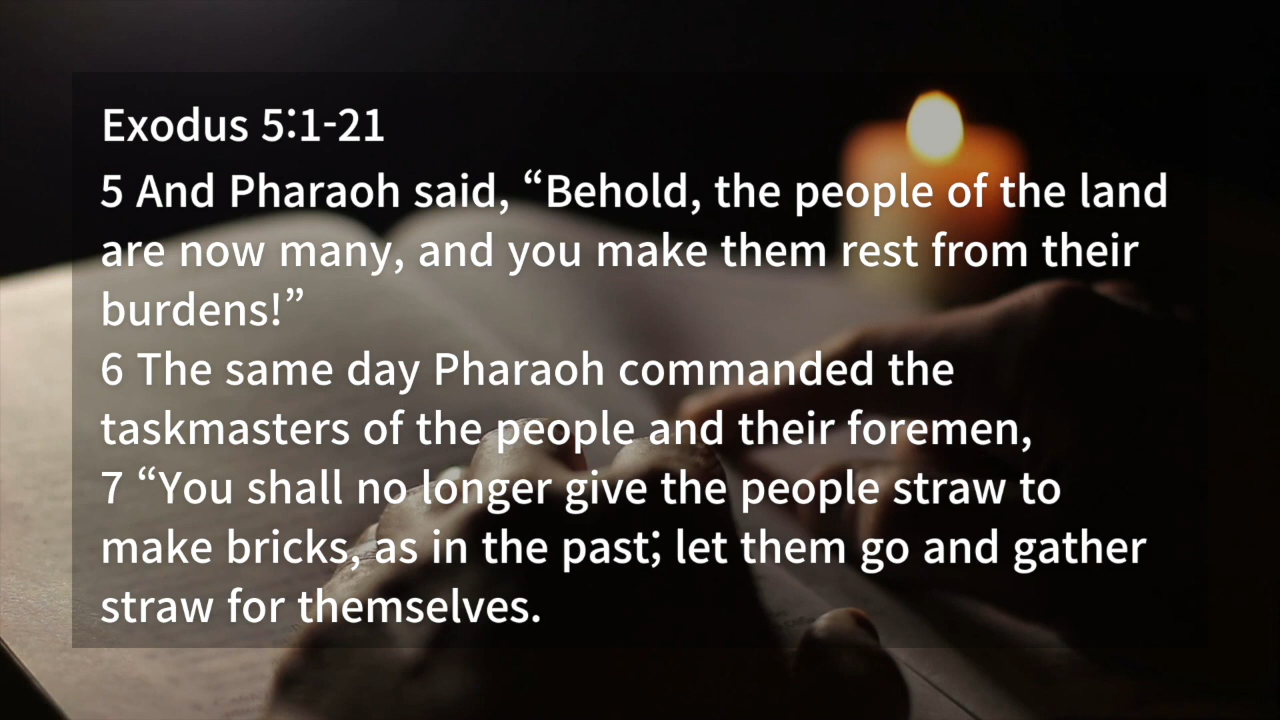 Exodus 5:1-21
5 And Pharaoh said, “Behold, the people of the land
are now many, and you make them rest from their
burdens!”
6 The same day Pharaoh commanded the
taskmasters of the people and their foremen,
7 “You shall no longer give the people straw to
make bricks, as in the past; let them go and gather
straw for themselves.